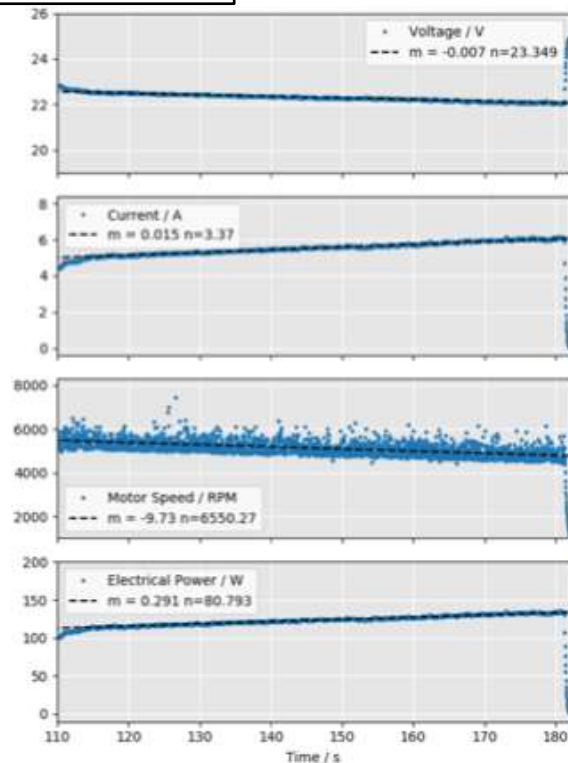 26
24
22
20
Voltage / V
m = -0.007 n=23.349
8
6
4
2
0
Current / A
m = 0.015 n=3.37
8000
6000
4000
2000
Motor Speed / RPM
m = -9.73 n=6550.27
200
150
100
50
0
Electrical Power / W
m = 0.291 n=80.793
110 120 130 140 150 160 170 180
Time / s